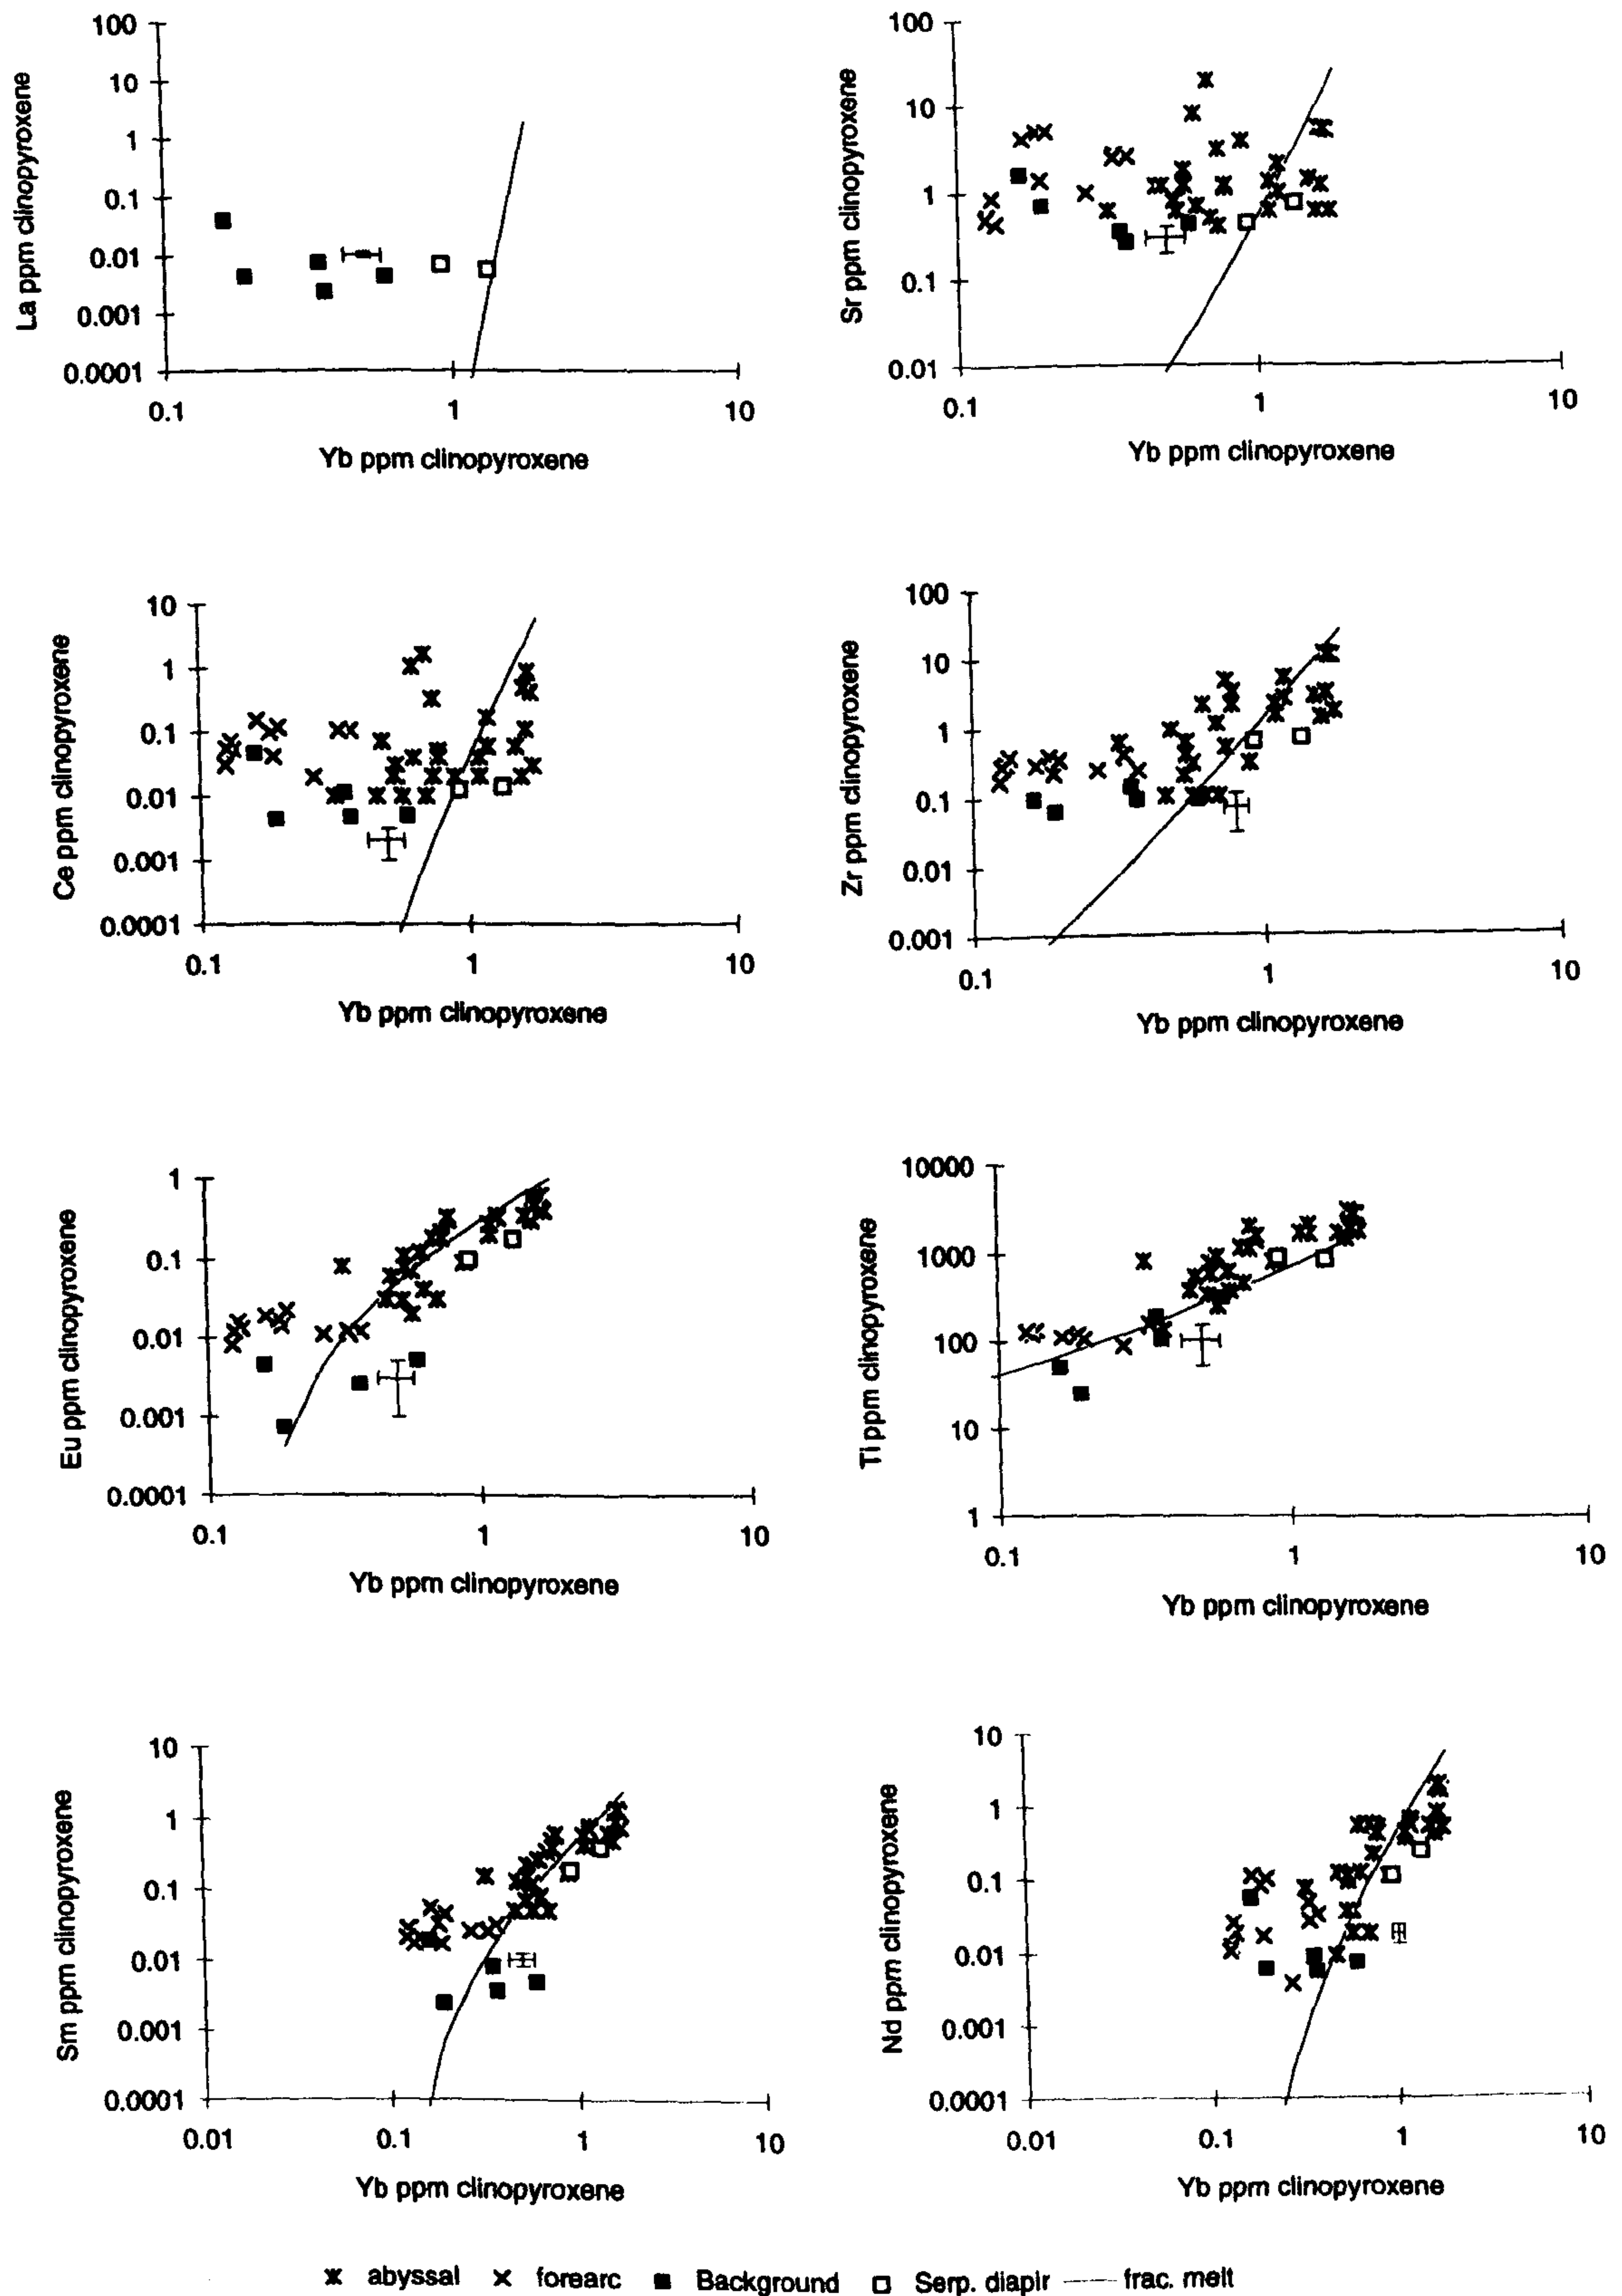 100
10
1
0.1
0.01
0.001
0.0001
0.1 1 10
La ppm clinopyroxene
Yb ppm clinopyroxene
100
10
1
0.1
0.01
0.1 1 10
Sr ppm clinopyroxene
Yb ppm clinopyroxene
10
1
0.1
0.01
0.001
0.0001
0.1 1 10
Ce ppm clinopyroxene
Yb ppm clinopyroxene
100
10
1
0.1
0.01
0.001
0.1 1 10
Zr ppm clinopyroxene
Yb ppm clinopyroxene
1
0.1
0.01
0.001
0.0001
0.1 1 10
Eu ppm clinopyroxene
Yb ppm clinopyroxene
10000
1000
100
10
1
0.1 1 10
Ti ppm clinopyroxene
Yb ppm clinopyroxene
10
1
0.1
0.01
0.001
0.0001
0.01 0.1 1 10
Sm ppm clinopyroxene
Yb ppm clinopyroxene
10
1
0.1
0.01
0.001
0.0001
0.01 0.1 1 10
Nd ppm clinopyroxene
Yb ppm clinopyroxene
abyssal forearc Background Serp. diapir frac. melt